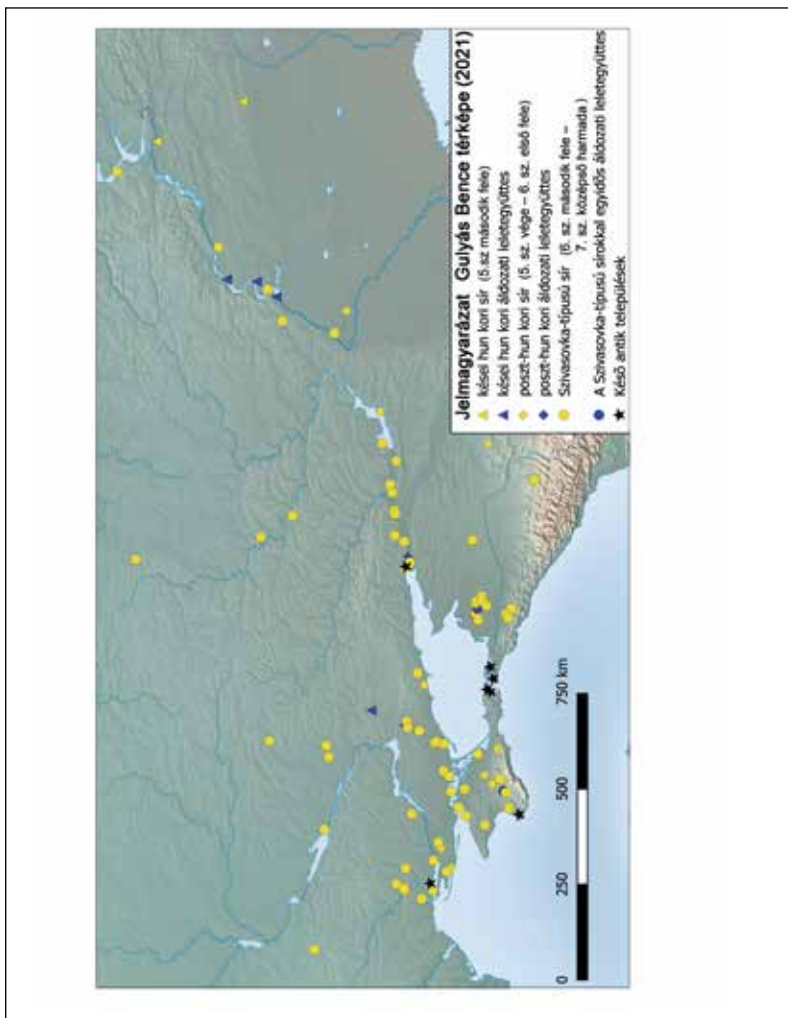 Jelmagyarázat Gulyás Bence térképe (2021)
kései hun kori sír (5.sz második fele)
kései hun kori áldozati leletegyüttes
poszt-hun kori sír (5. sz. vége – 6. sz. első fele)
poszt-hun kori áldozati leletegyüttes
Szivasovka-típusú sír (6. sz. második fele –
7. sz. középső harmada )
A Szivasovka-típusú sírokkal egyidős áldozati leletegyüttes
Késő antik települések
0 250 500 750 km